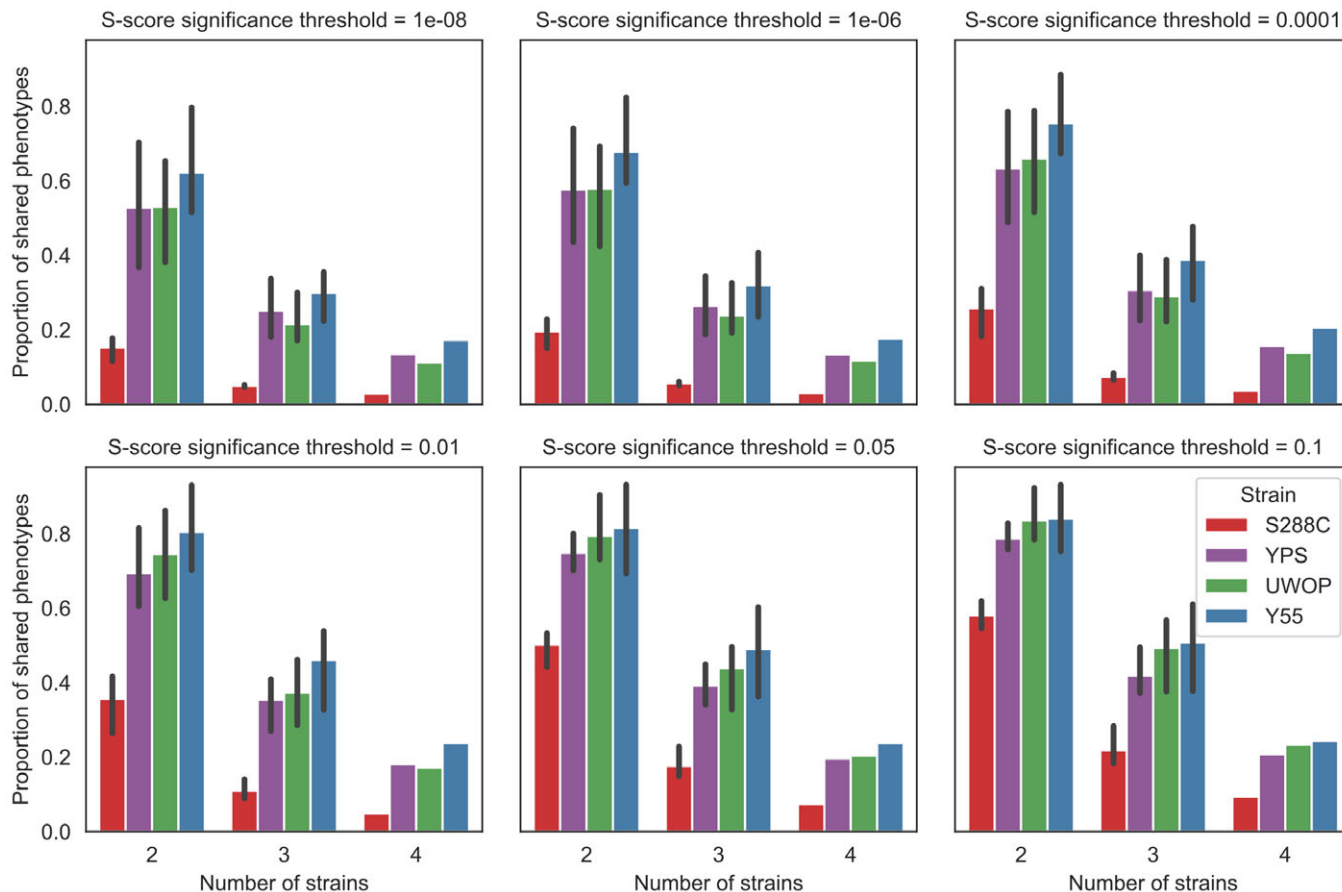 S-score significance threshold = 1e-08
S-score significance threshold = 1e-06
S-score significance threshold = 0.0001
Proportion of shared phenotypes
0.8
0.6
0.4
0.2
0.0
S-score significance threshold = 0.01
S-score significance threshold = 0.05
S-score significance threshold = 0.1
Proportion of shared phenotypes
0.8
0.6
0.4
0.2
0.0
Strain
S288C
YPS
UWOP
Y55
2 3 4
2 3 4
2 3 4
Number of strains
Number of strains
Number of strains